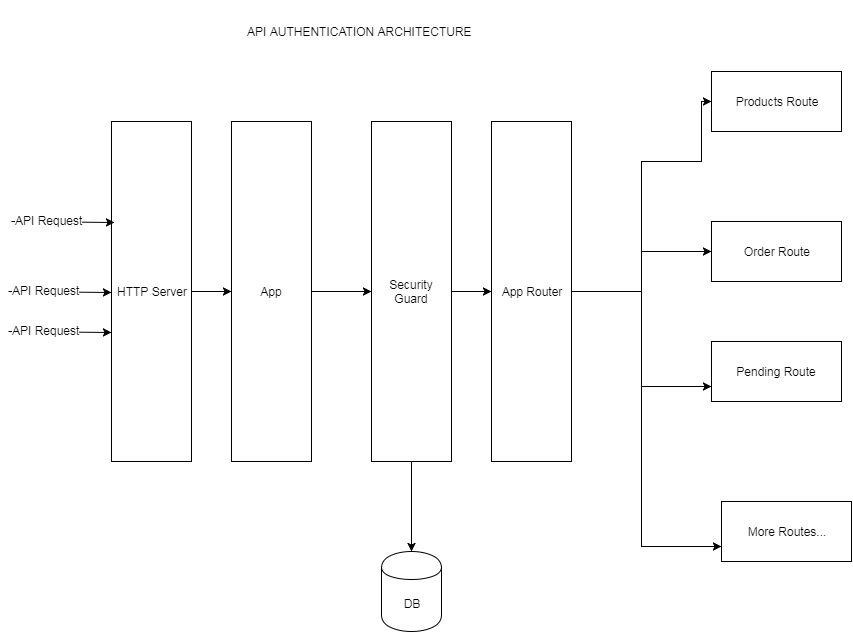 API AUTHENTICATION ARCHITECTURE
Products Route
-API Request
Order Route
HTTP Server
App
Security
Guard
App Router
-API Request
-API Request
Pending Route
More Routes...
DB